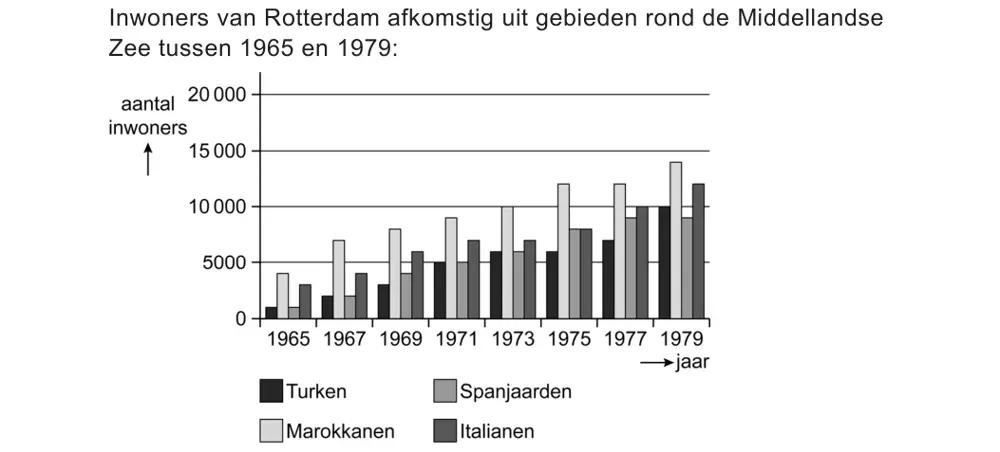 Inwoners van Rotterdam afkomstig uit gebieden rond de Middellandse
Zee tussen 1965 en 1979:
aantal
inwoners
20 000
15 000
10 000
5000
0
1965 1967 1969 1971 1973 1975 1977 1979
jaar
Turken Spanjaarden
Marokkanen Italianen